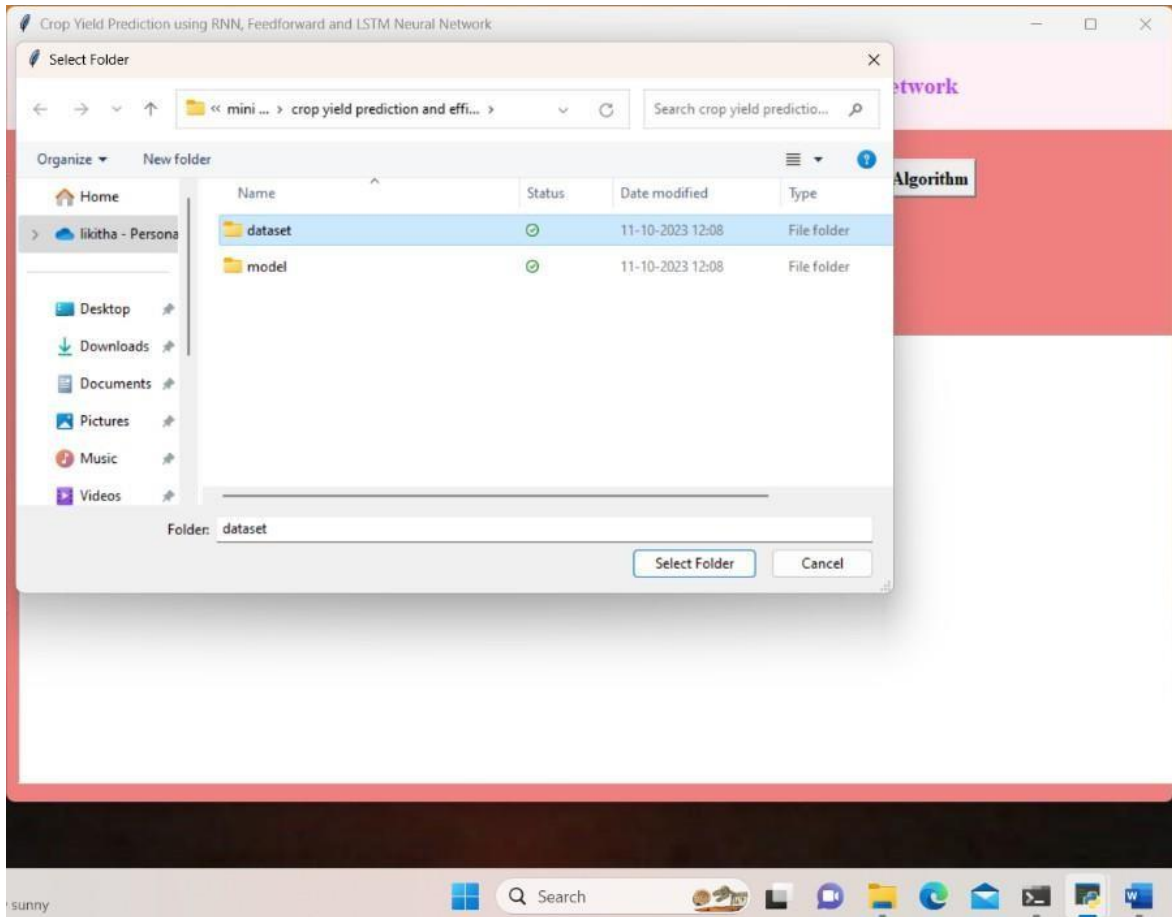 Crop Yield Prediction using RNN, Feedforward and LSTM Neural Network
Select Folder
etwork
« mini ... > crop yield prediction and effi... >
Search crop yield predictio...
Organize
New folder
Algorithm
Name
Status
Date modified
Type
Home
likitha - Persona
dataset
11-10-2023 12:08
File folder
model
11-10-2023 12:08
File folder
Desktop
Downloads
Documents
Pictures
Music
Videos
Folder: dataset
Select Folder
Cancel
sunny
Search